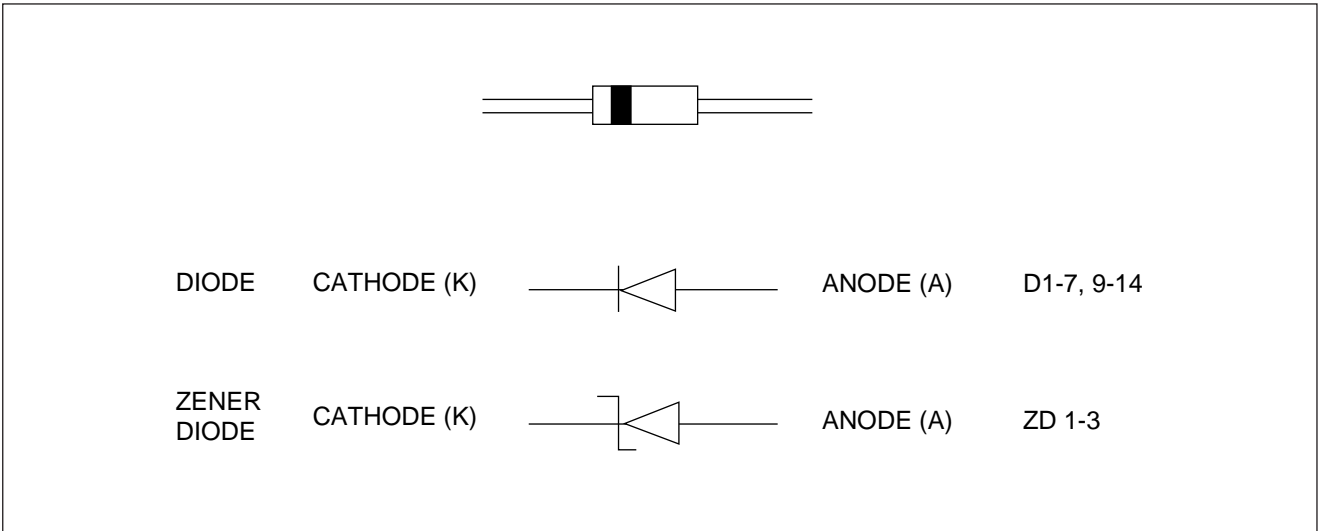 DIODE CATHODE (K) ANODE (A) D1-7, 9-14
ZENER
DIODE CATHODE (K) ANODE (A) ZD 1-3